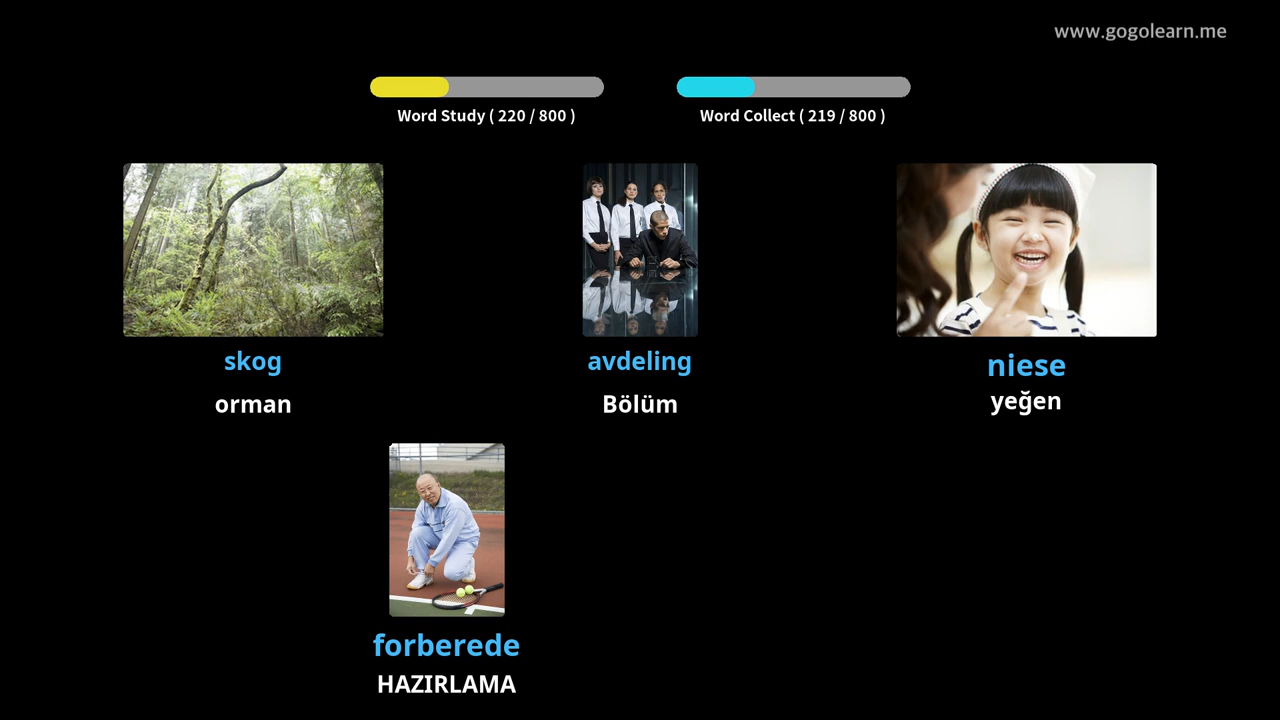 www.gogolearn.me
Word Study ( 220 / 800 )
Word Collect ( 219 / 800 )
skog
orman
avdeling
Bölüm
niese
yeğen
forberede
HAZIRLAMA